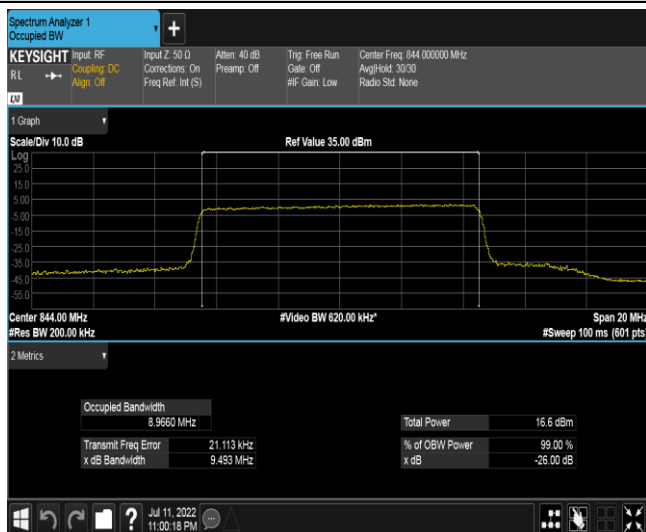 Spectrum Analyzer 1
Occupied BW
+
KEYSIGHT Input: RF Input Z: 50 Ω Atten: 40 dB Trig: Free Run Center Freq: 844.000000 MHz
RL Coupling: DC Corrections: On Preamp: Off Gate: Off Avg|Hold: 30/30
Align: Off Freq Ref: Int (S) #IF Gain: Low Radio Std: None
LXI
1 Graph
Scale/Div 10.0 dB Ref Value 35.00 dBm
Log
25.0
15.0
5.00
-5.00
-15.0
-25.0
-35.0
-45.0
-55.0
Center 844.00 MHz #Video BW 620.00 kHz* Span 20 MHz
#Res BW 200.00 kHz #Sweep 100 ms (601 pts)
2 Metrics
Occupied Bandwidth
8.9660 MHz Total Power 16.6 dBm
Transmit Freq Error 21.113 kHz % of OBW Power 99.00 %
x dB Bandwidth 9.493 MHz x dB -26.00 dB
? Jul 11, 2022
11:00:18 PM